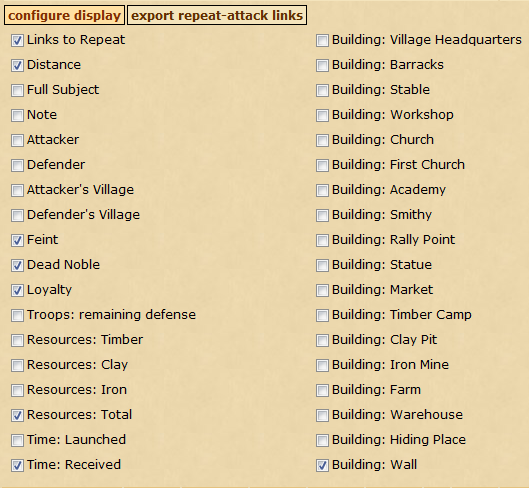 configure display export repeat-attack links
Links to Repeat
Distance
Full Subject
Note
Attacker
Defender
Attacker's Village
Defender's Village
Feint
Dead Noble
Loyalty
Troops: remaining defense
Resources: Timber
Resources: Clay
Resources: Iron
Resources: Total
Time: Launched
Time: Received
Building: Village Headquarters
Building: Barracks
Building: Stable
Building: Workshop
Building: Church
Building: First Church
Building: Academy
Building: Smithy
Building: Rally Point
Building: Statue
Building: Market
Building: Timber Camp
Building: Clay Pit
Building: Iron Mine
Building: Farm
Building: Warehouse
Building: Hiding Place
Building: Wall